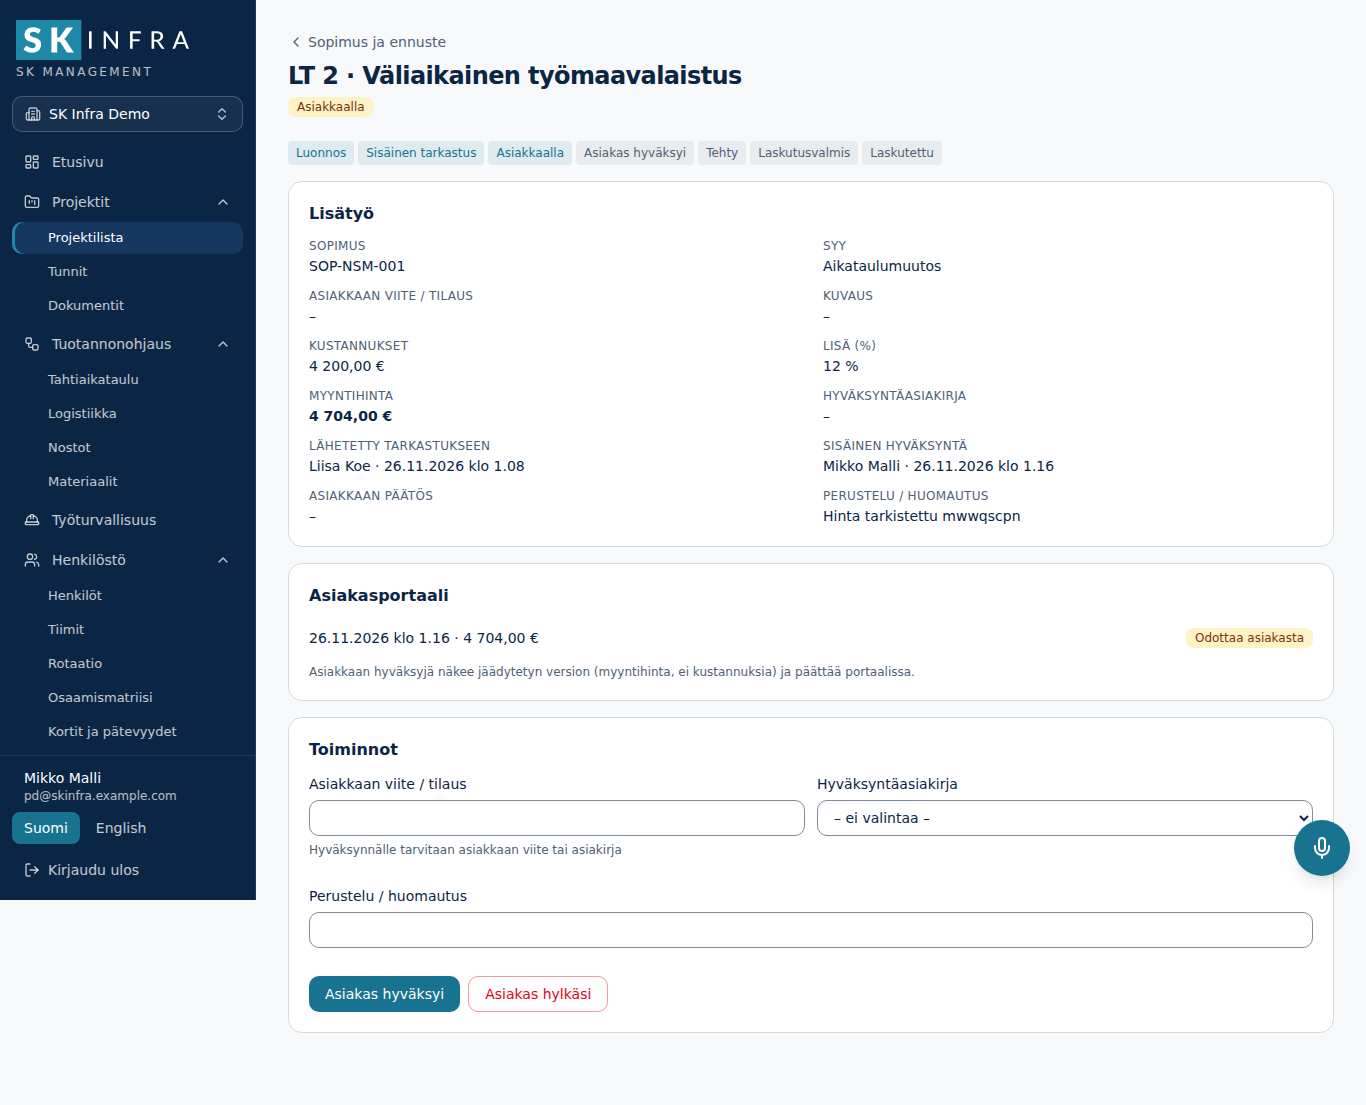 SK INFRA
SK MANAGEMENT
SK Infra Demo
Etusivu
Projektit
Projektilista
Tunnit
Dokumentit
Tuotannonohjaus
Tahtiaikataulu
Logistiikka
Nostot
Materiaalit
Työturvallisuus
Henkilöstö
Henkilöt
Tiimit
Rotaatio
Osaamismatriisi
Kortit ja pätevyydet
Mikko Malli
pd@skinfra.example.com
Suomi English
Kirjaudu ulos
Sopimus ja ennuste
LT 2 · Väliaikainen työmaavalaistus
Asiakkaalla
Luonnos Sisäinen tarkastus Asiakkaalla Asiakas hyväksyi Tehty Laskutusvalmis Laskutettu
Lisätyö
SOPIMUS SYY
SOP-NSM-001 Aikataulumuutos
ASIAKKAAN VIITE / TILAUS KUVAUS
– –
KUSTANNUKSET LISÄ (%)
4 200,00 € 12 %
MYYNTIHINTA HYVÄKSYNTÄASIAKIRJA
4 704,00 € –
LÄHETETTY TARKASTUKSEEN SISÄINEN HYVÄKSYNTÄ
Liisa Koe · 26.11.2026 klo 1.08 Mikko Malli · 26.11.2026 klo 1.16
ASIAKKAAN PÄÄTÖS PERUSTELU / HUOMAUTUS
– Hinta tarkistettu mwwqscpn
Asiakasportaali
26.11.2026 klo 1.16 · 4 704,00 € Odottaa asiakasta
Asiakkaan hyväksyjä näkee jäädytetyn version (myyntihinta, ei kustannuksia) ja päättää portaalissa.
Toiminnot
Asiakkaan viite / tilaus Hyväksyntäasiakirja
– ei valintaa –
Hyväksynnälle tarvitaan asiakkaan viite tai asiakirja
Perustelu / huomautus
Asiakas hyväksyi Asiakas hylkäsi